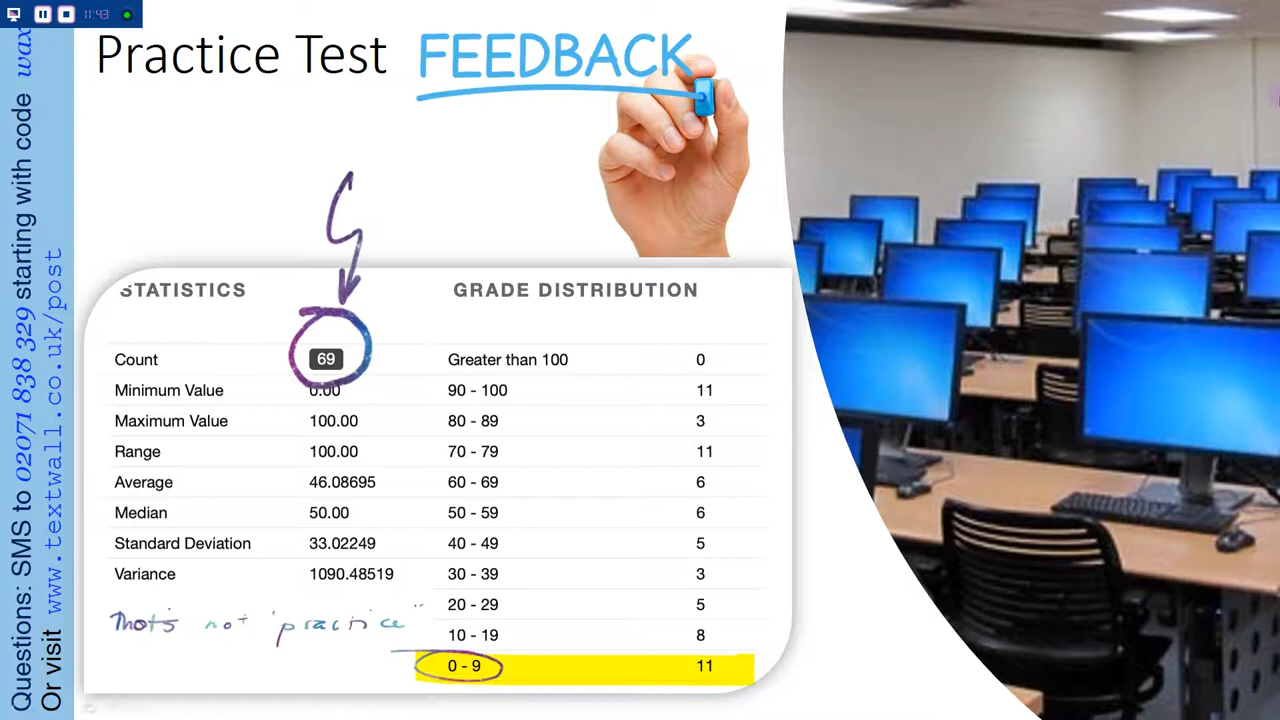 11:43
Practice Test FEEDBACK
STATISTICS
Count 69
Minimum Value 0.00
Maximum Value 100.00
Range 100.00
Average 46.08695
Median 50.00
Standard Deviation 33.02249
Variance 1090.48519
That's not "practice"
GRADE DISTRIBUTION
Greater than 100 0
90 - 100 11
80 - 89 3
70 - 79 11
60 - 69 6
50 - 59 6
40 - 49 5
30 - 39 3
20 - 29 5
10 - 19 8
0 - 9 11
Questions: SMS to 02071 838 329 starting with code wax
Or visit www.textwall.co.uk/post